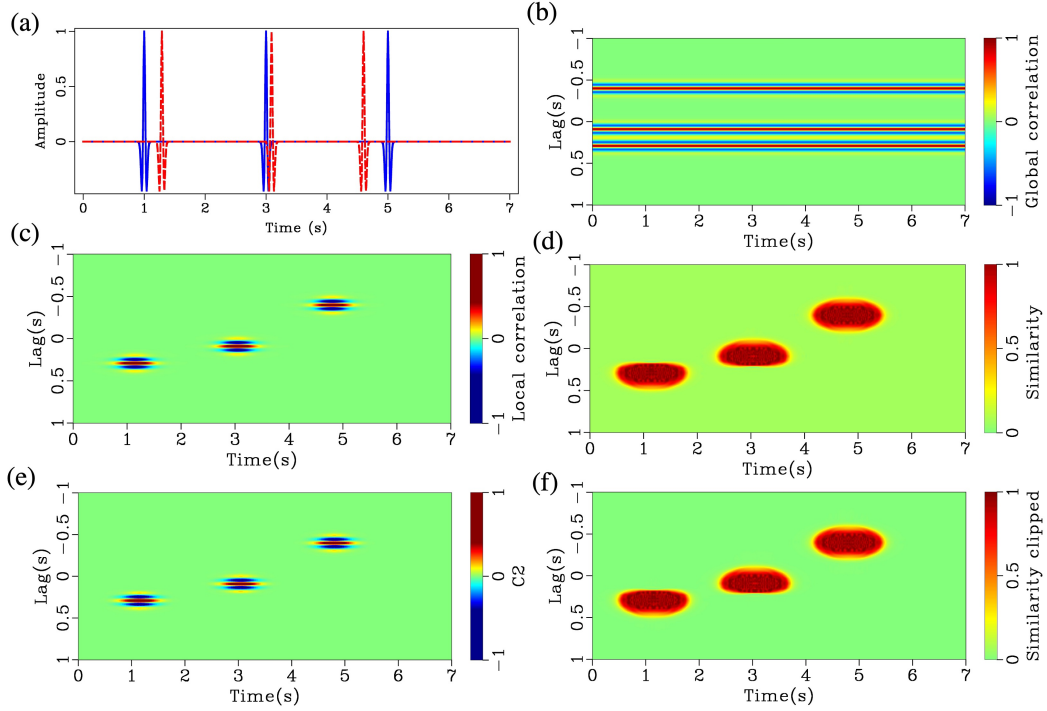 (a)
Amplitude
1
0.5
0
0 1 2 3 4 5 6 7
Time (s)
(b)
Lag(s)
−1
−0.5
0
0.5
1
0 1 2 3 4 5 6 7
Time(s)
1
0
−1
Global correlation
(c)
Lag(s)
−1
−0.5
0
0.5
1
0 1 2 3 4 5 6 7
Time(s)
1
0
−1
Local correlation
(d)
Lag(s)
−1
−0.5
0
0.5
1
0 1 2 3 4 5 6 7
Time(s)
1
0.5
0
Similarity
(e)
Lag(s)
−1
−0.5
0
0.5
1
0 1 2 3 4 5 6 7
Time(s)
1
0
−1
C2
(f)
Lag(s)
−1
−0.5
0
0.5
1
0 1 2 3 4 5 6 7
Time(s)
1
0.5
0
Similarity clipped